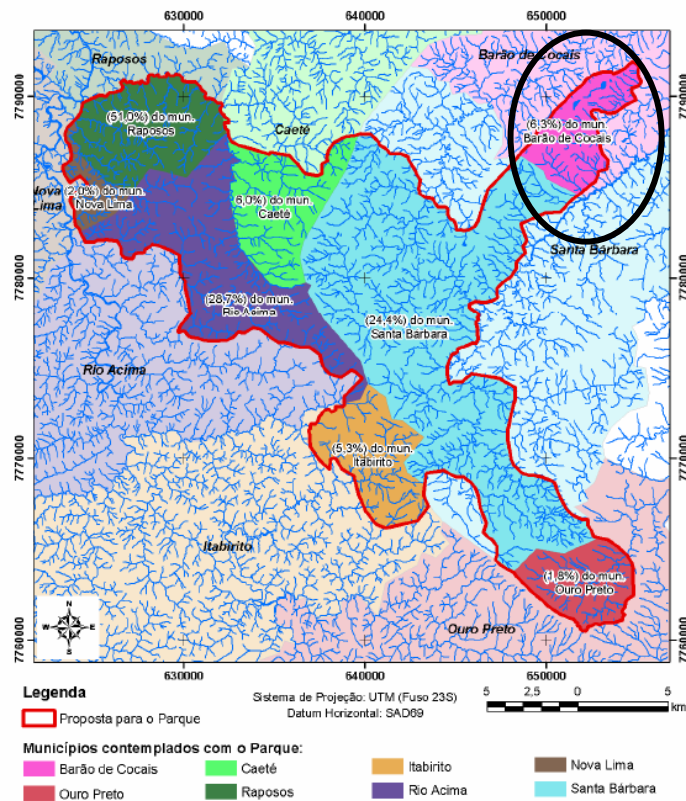 630000 640000 650000
Raposos
Barão de Cocais
7790000
7790000
(51,0%) do mun.
Raposos
Caeté
(6,3%) do mun.
Barão de Cocais
Nova
Lima
(2,0%) do mun.
Nova Lima
6,0%) do mun.
Caeté
Santa Bárbara
7780000
7780000
(28,7%) do mun.
Rio Acima
(24,4%) do mun.
Santa Bárbara
Rio Acima
7770000
7770000
(5,3%) do mun.
Itabirito
Itabirito
(1,8%) do mun.
Ouro Preto
Ouro Preto
N
W E
S
7760000
7760000
630000 640000 650000
Legenda
Proposta para o Parque
Sistema de Projeção: UTM (Fuso 23S)
Datum Horizontal: SAD69
5 2,5 0 5
km
Municípios contemplados com o Parque:
Barão de Cocais Caeté Itabirito Nova Lima
Ouro Preto Raposos Rio Acima Santa Bárbara